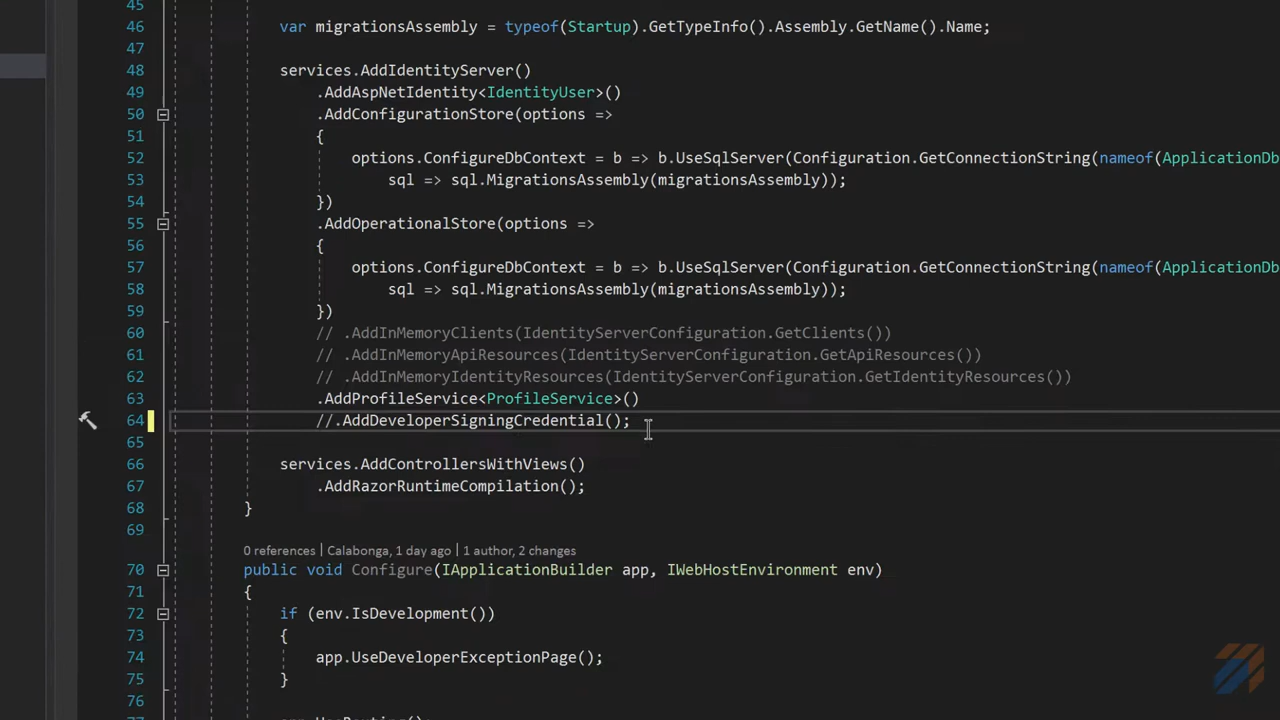 45
46 var migrationsAssembly = typeof(Startup).GetTypeInfo().Assembly.GetName().Name;
47
48 services.AddIdentityServer()
49 .AddAspNetIdentity<IdentityUser>()
50 .AddConfigurationStore(options =>
51 {
52 options.ConfigureDbContext = b => b.UseSqlServer(Configuration.GetConnectionString(nameof(ApplicationDb
53 sql => sql.MigrationsAssembly(migrationsAssembly));
54 })
55 .AddOperationalStore(options =>
56 {
57 options.ConfigureDbContext = b => b.UseSqlServer(Configuration.GetConnectionString(nameof(ApplicationDb
58 sql => sql.MigrationsAssembly(migrationsAssembly));
59 })
60 // .AddInMemoryClients(IdentityServerConfiguration.GetClients())
61 // .AddInMemoryApiResources(IdentityServerConfiguration.GetApiResources())
62 // .AddInMemoryIdentityResources(IdentityServerConfiguration.GetIdentityResources())
63 .AddProfileService<ProfileService>()
64 //.AddDeveloperSigningCredential();
65
66 services.AddControllersWithViews()
67 .AddRazorRuntimeCompilation();
68 }
69
0 references | Calabonga, 1 day ago | 1 author, 2 changes
70 public void Configure(IApplicationBuilder app, IWebHostEnvironment env)
71 {
72 if (env.IsDevelopment())
73 {
74 app.UseDeveloperExceptionPage();
75 }
76